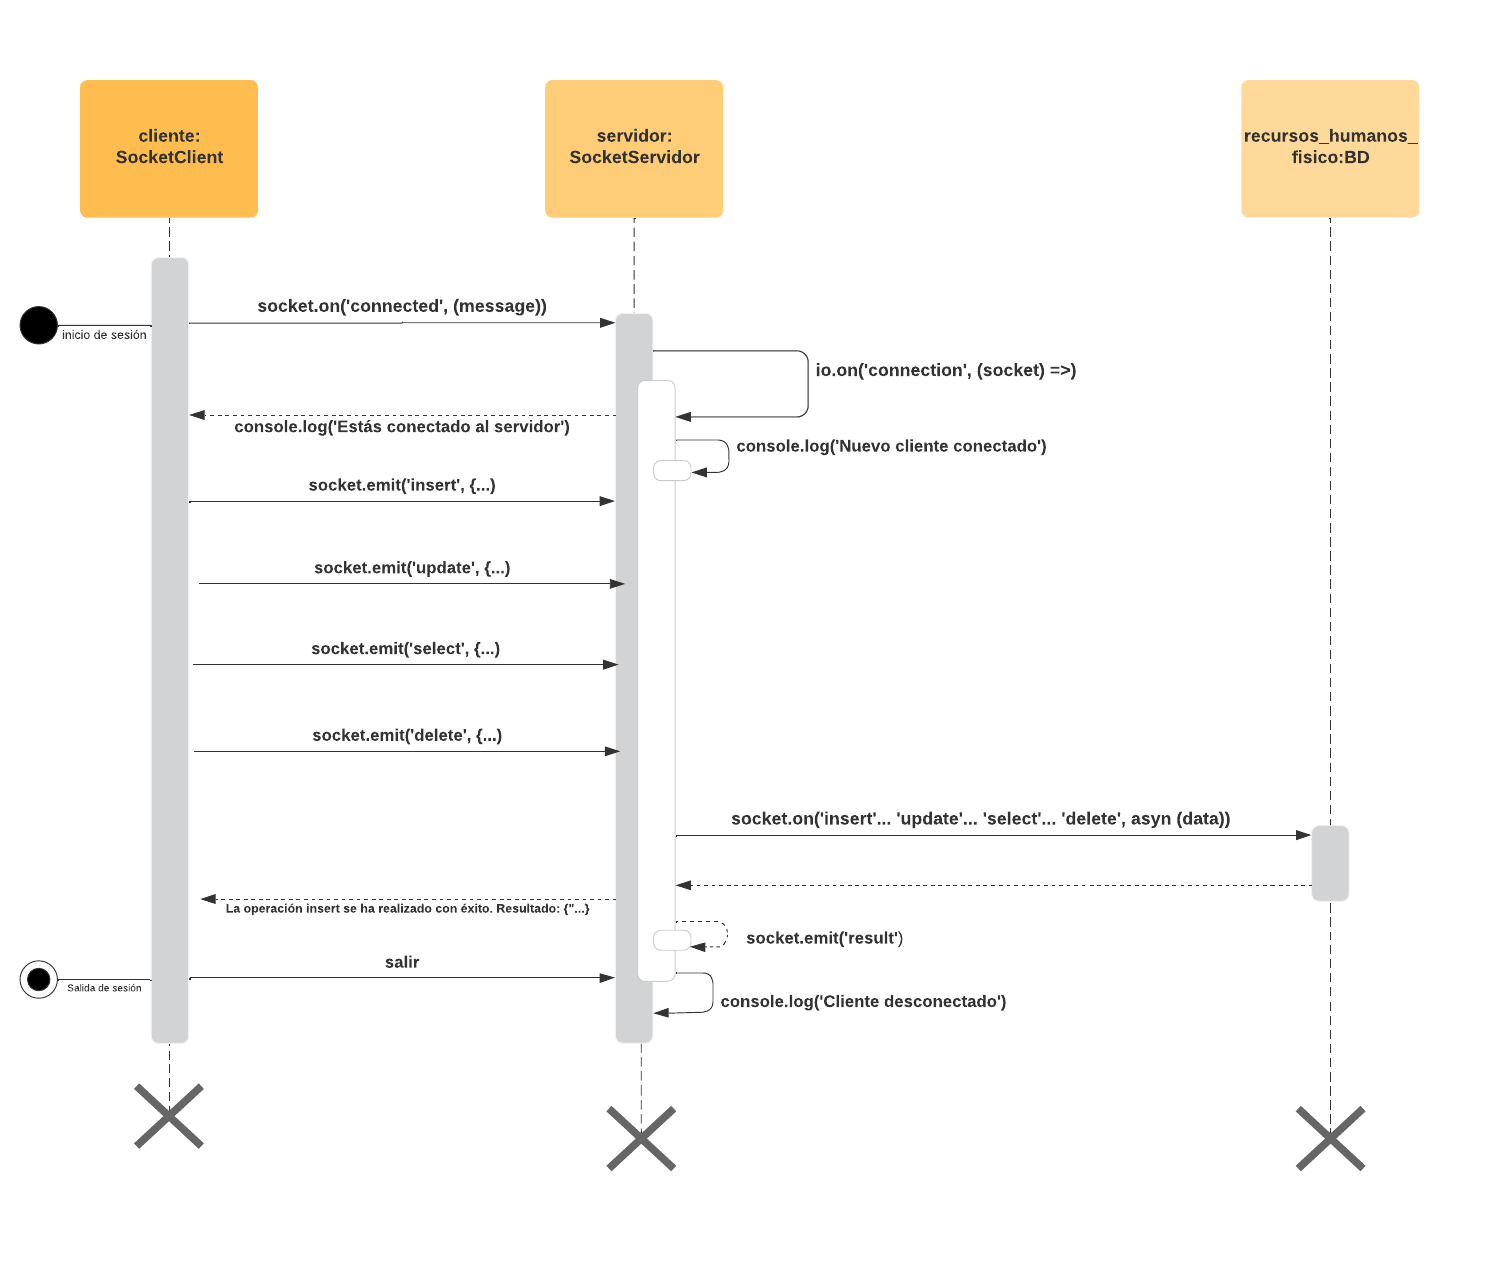 cliente:
SocketClient
servidor:
SocketServidor
recursos_humanos_
fisico:BD
socket.on('connected', (message))
inicio de sesión
io.on('connection', (socket) =>)
console.log('Estás conectado al servidor')
console.log('Nuevo cliente conectado')
socket.emit('insert', {...)
socket.emit('update', {...)
socket.emit('select', {...)
socket.emit('delete', {...)
socket.on('insert'... 'update'... 'select'... 'delete', asyn (data))
La operación insert se ha realizado con éxito. Resultado: {"...}
socket.emit('result')
salir
Salida de sesión
console.log('Cliente desconectado')